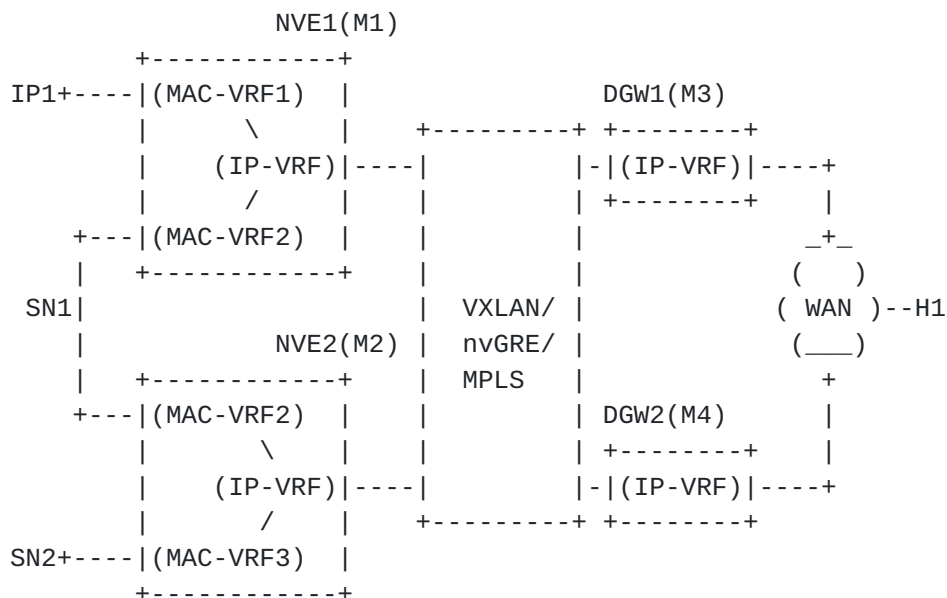 NVE1(M1)
IP1 (MAC-VRF1) DGW1(M3)
(IP-VRF) (IP-VRF)
(MAC-VRF2)
SN1 VXLAN/ WAN H1
NVE2(M2) nvGRE/
MPLS
(MAC-VRF2) DGW2(M4)
(IP-VRF) (IP-VRF)
SN2 (MAC-VRF3)